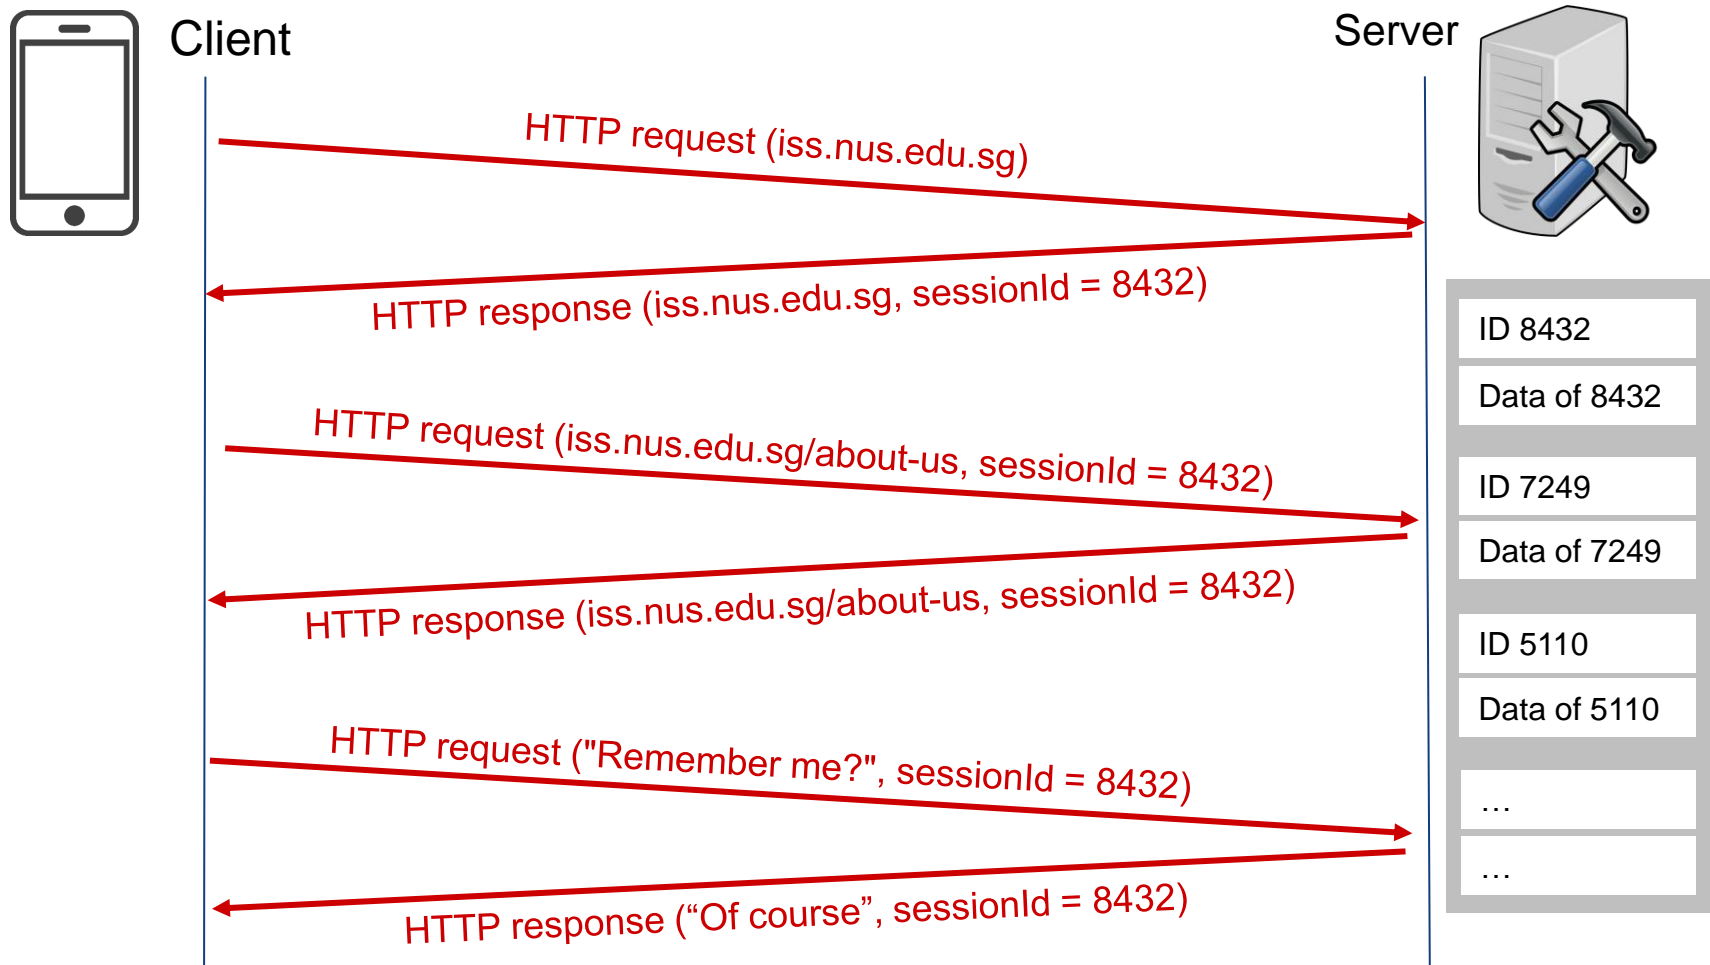 Client
Server
HTTP request (iss.nus.edu.sg)
HTTP response (iss.nus.edu.sg, sessionId = 8432)
HTTP request (iss.nus.edu.sg/about-us, sessionId = 8432)
HTTP response (iss.nus.edu.sg/about-us, sessionId = 8432)
HTTP request ("Remember me?", sessionId = 8432)
HTTP response (“Of course”, sessionId = 8432)
ID 8432
Data of 8432
ID 7249
Data of 7249
ID 5110
Data of 5110
…
…